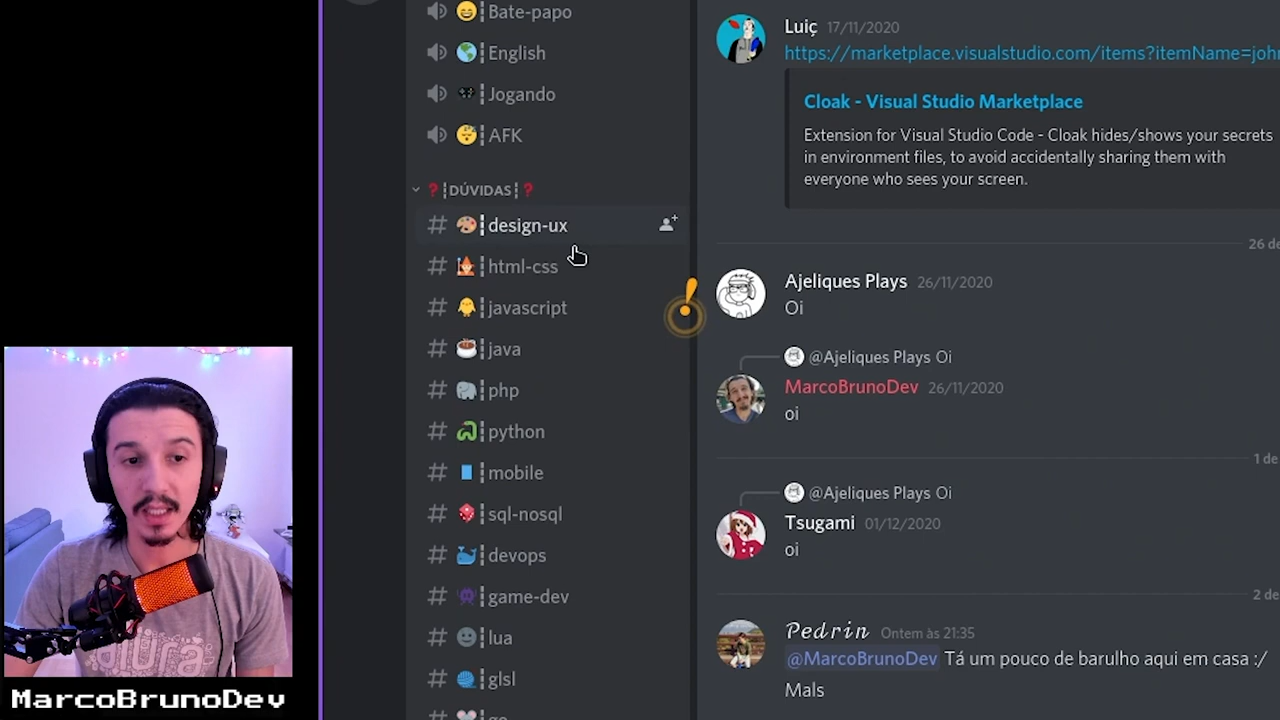 Bate-papo
English
Jogando
AFK
❓┆DÚVIDAS┆❓
design-ux
html-css
javascript
java
php
python
mobile
sql-nosql
devops
game-dev
lua
glsl
Luiç 17/11/2020
https://marketplace.visualstudio.com/items?itemName=joh
Cloak - Visual Studio Marketplace
Extension for Visual Studio Code - Cloak hides/shows your secrets
in environment files, to avoid accidentally sharing them with
everyone who sees your screen.
26 de
Ajeliques Plays 26/11/2020
Oi
@Ajeliques Plays Oi
MarcoBrunoDev 26/11/2020
oi
1 de
@Ajeliques Plays Oi
Tsugami 01/12/2020
oi
2 de
Pedrin Ontem às 21:35
@MarcoBrunoDev Tá um pouco de barulho aqui em casa :/
Mals
MarcoBrunoDev